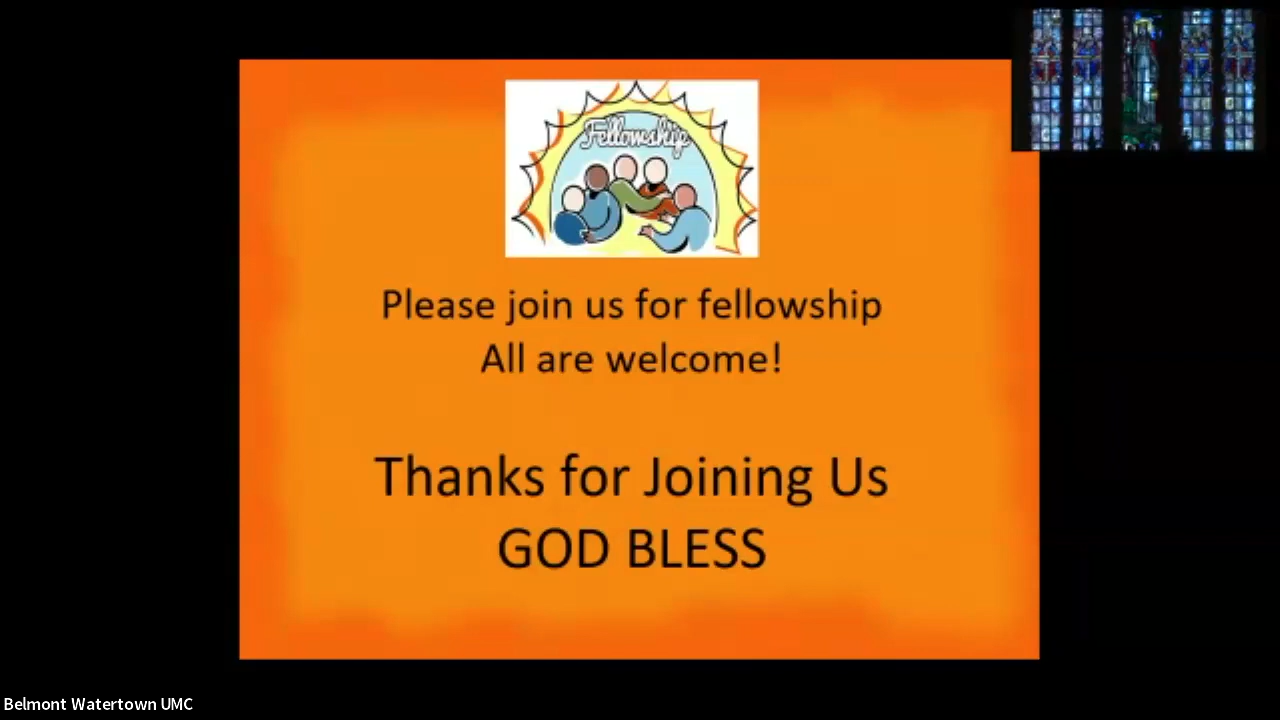 Fellowship
Please join us for fellowship
All are welcome!
Thanks for Joining Us
GOD BLESS
Belmont Watertown UMC